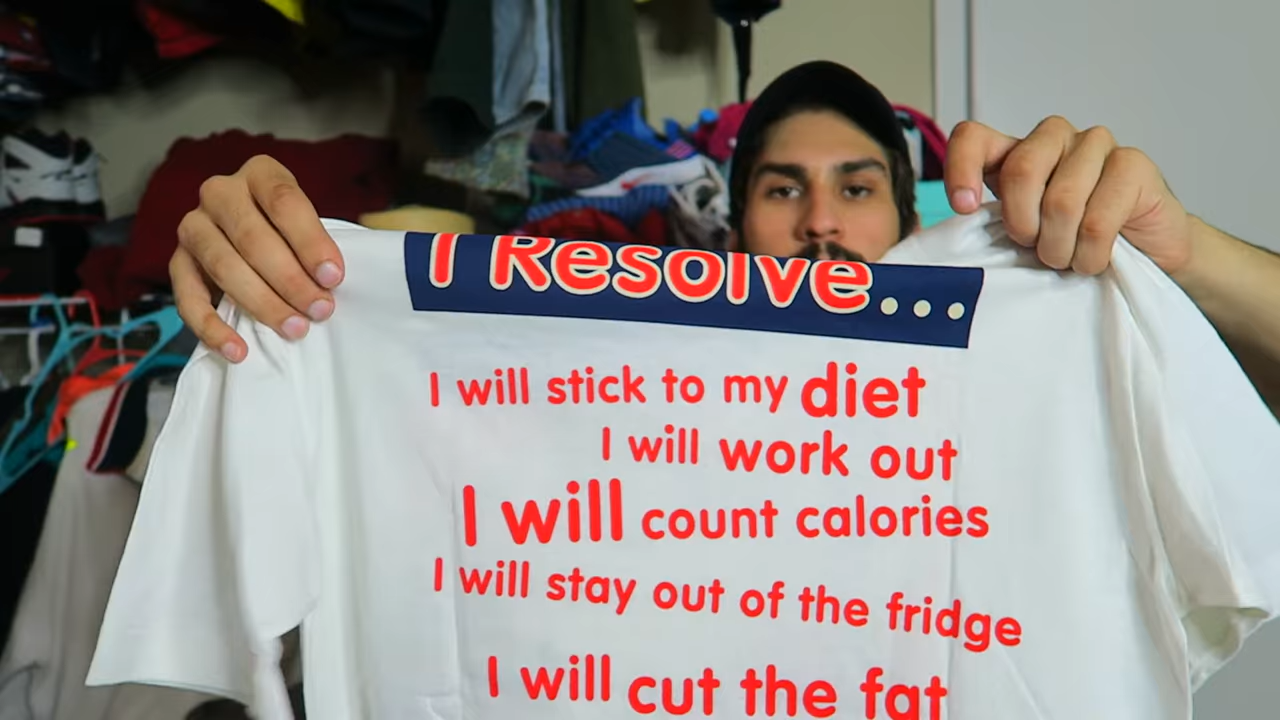 I Resolve....
I will stick to my diet
I will work out
I will count calories
I will stay out of the fridge
I will cut the fat